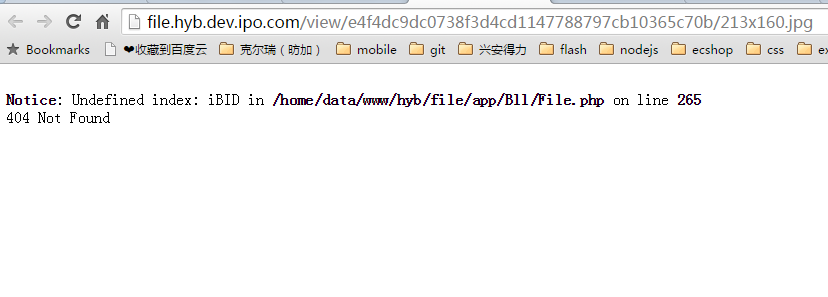 file.hyb.dev.ipo.com/view/e4f4dc9dc0738f3d4cd1147788797cb10365c70b/213x160.jpg
Bookmarks ❤收藏到百度云 克尔瑞（昉加） mobile git 兴安得力 flash nodejs ecshop css ex
Notice: Undefined index: iBID in /home/data/www/hyb/file/app/Bll/File.php on line 265
404 Not Found